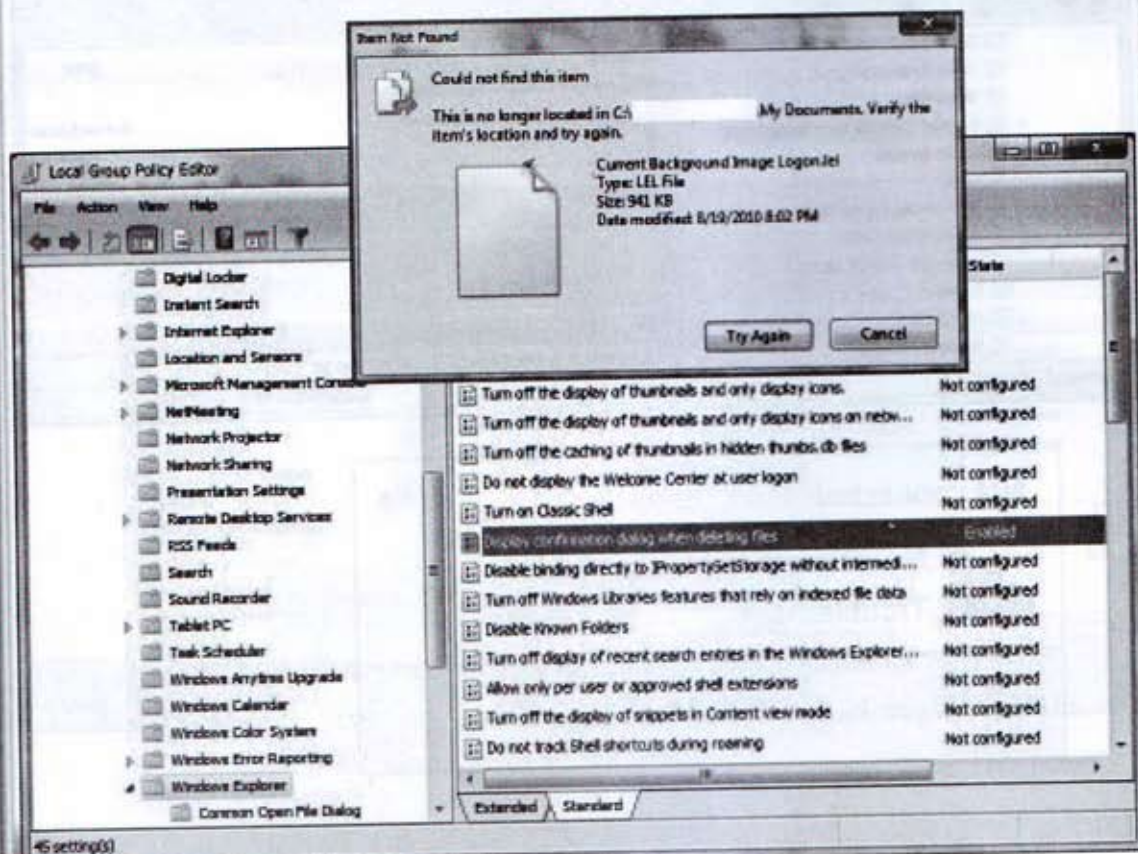 Item Not Found
Could not find this item
This is no longer located in C:\ My Documents. Verify the
item's location and try again.
Current Background Image Logon.lel
Type: LEL File
Size: 941 KB
Date modified: 8/19/2010 8:02 PM
Try Again
Cancel
Local Group Policy Editor
File Action View Help
Digital Locker
Instant Search
Internet Explorer
Location and Sensors
Microsoft Management Console
NetMeeting
Network Projector
Network Sharing
Presentation Settings
Remote Desktop Services
RSS Feeds
Search
Sound Recorder
Tablet PC
Task Scheduler
Windows Anytime Upgrade
Windows Calendar
Windows Color System
Windows Error Reporting
Windows Explorer
Common Open File Dialog
State
Turn off the display of thumbnails and only display icons. Not configured
Turn off the display of thumbnails and only display icons on netw... Not configured
Turn off the caching of thumbnails in hidden thumbs.db files Not configured
Do not display the Welcome Center at user logon Not configured
Turn on Classic Shell Not configured
Display confirmation dialog when deleting files Enabled
Disable binding directly to IPropertySetStorage without intermedi... Not configured
Turn off Windows Libraries features that rely on indexed file data Not configured
Disable Known Folders Not configured
Turn off display of recent search entries in the Windows Explorer... Not configured
Allow only per user or approved shell extensions Not configured
Turn off the display of snippets in Content view mode Not configured
Do not track Shell shortcuts during roaming Not configured
Extended Standard
45 setting(s)